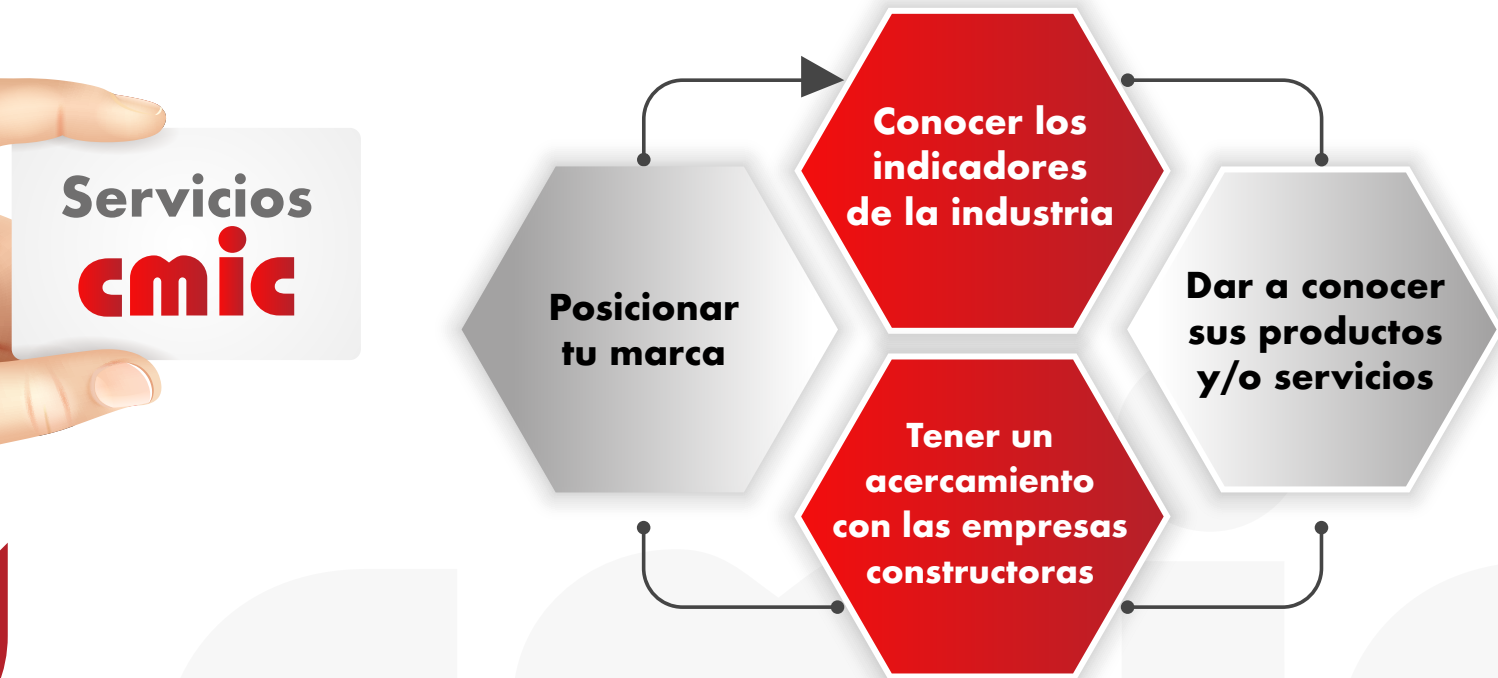 Servicios
cmic
Conocer los
indicadores
de la industria
Posicionar
tu marca
Dar a conocer
sus productos
y/o servicios
Tener un
acercamiento
con las empresas
constructoras